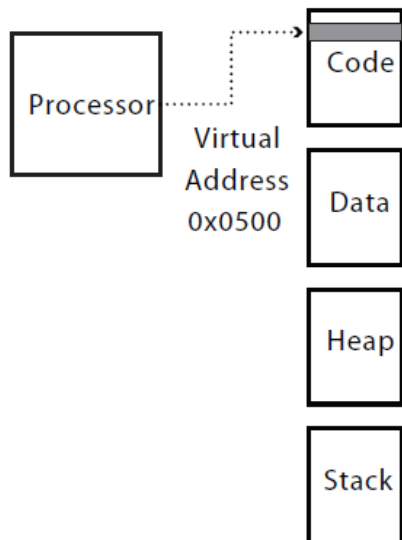 Processor
Virtual
Address
0x0500
Code
Data
Heap
Stack